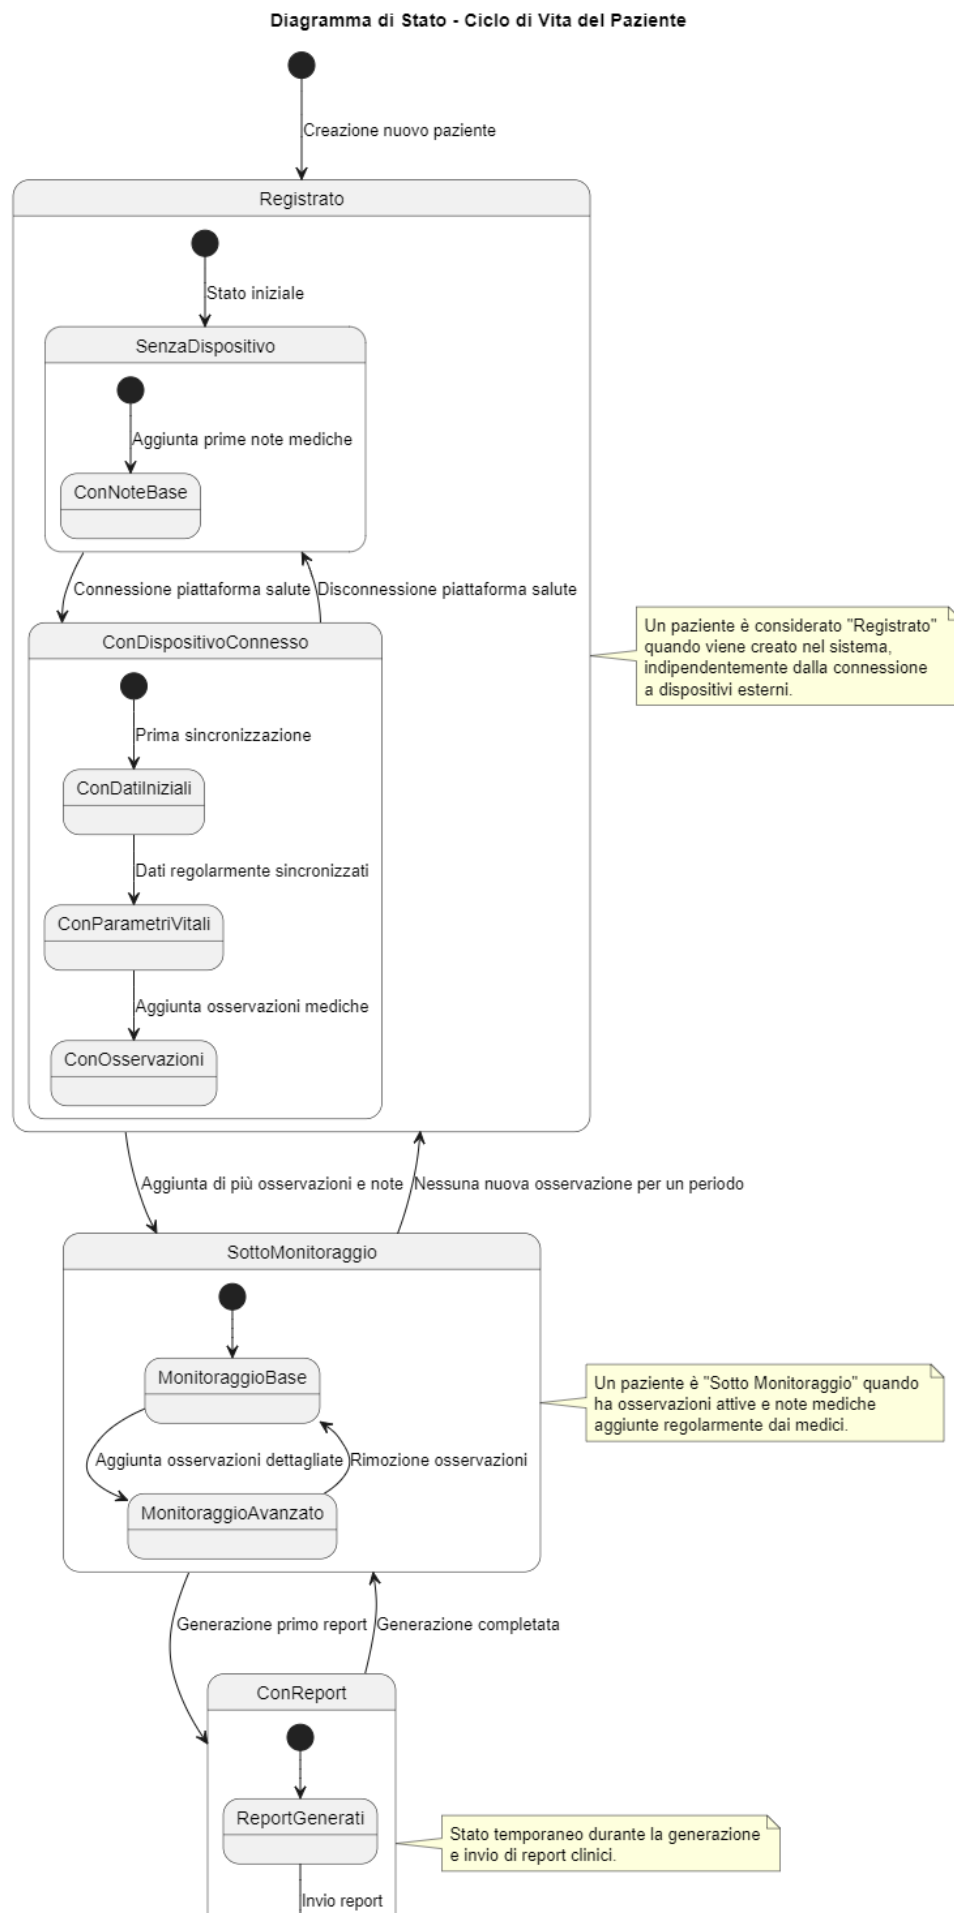 Diagramma di Stato - Ciclo di Vita del Paziente
Creazione nuovo paziente
Registrato
Stato iniziale
SenzaDispositivo
Aggiunta prime note mediche
ConNoteBase
Connessione piattaforma salute
Disconnessione piattaforma salute
ConDispositivoConnesso
Un paziente è considerato "Registrato"
quando viene creato nel sistema,
indipendentemente dalla connessione
a dispositivi esterni.
Prima sincronizzazione
ConDatiIniziali
Dati regolarmente sincronizzati
ConParametriVitali
Aggiunta osservazioni mediche
ConOsservazioni
Aggiunta di più osservazioni e note
Nessuna nuova osservazione per un periodo
SottoMonitoraggio
MonitoraggioBase
Un paziente è "Sotto Monitoraggio" quando
ha osservazioni attive e note mediche
aggiunte regolarmente dai medici.
Aggiunta osservazioni dettagliate
Rimozione osservazioni
MonitoraggioAvanzato
Generazione primo report
Generazione completata
ConReport
ReportGenerati
Stato temporaneo durante la generazione
e invio di report clinici.
Invio report